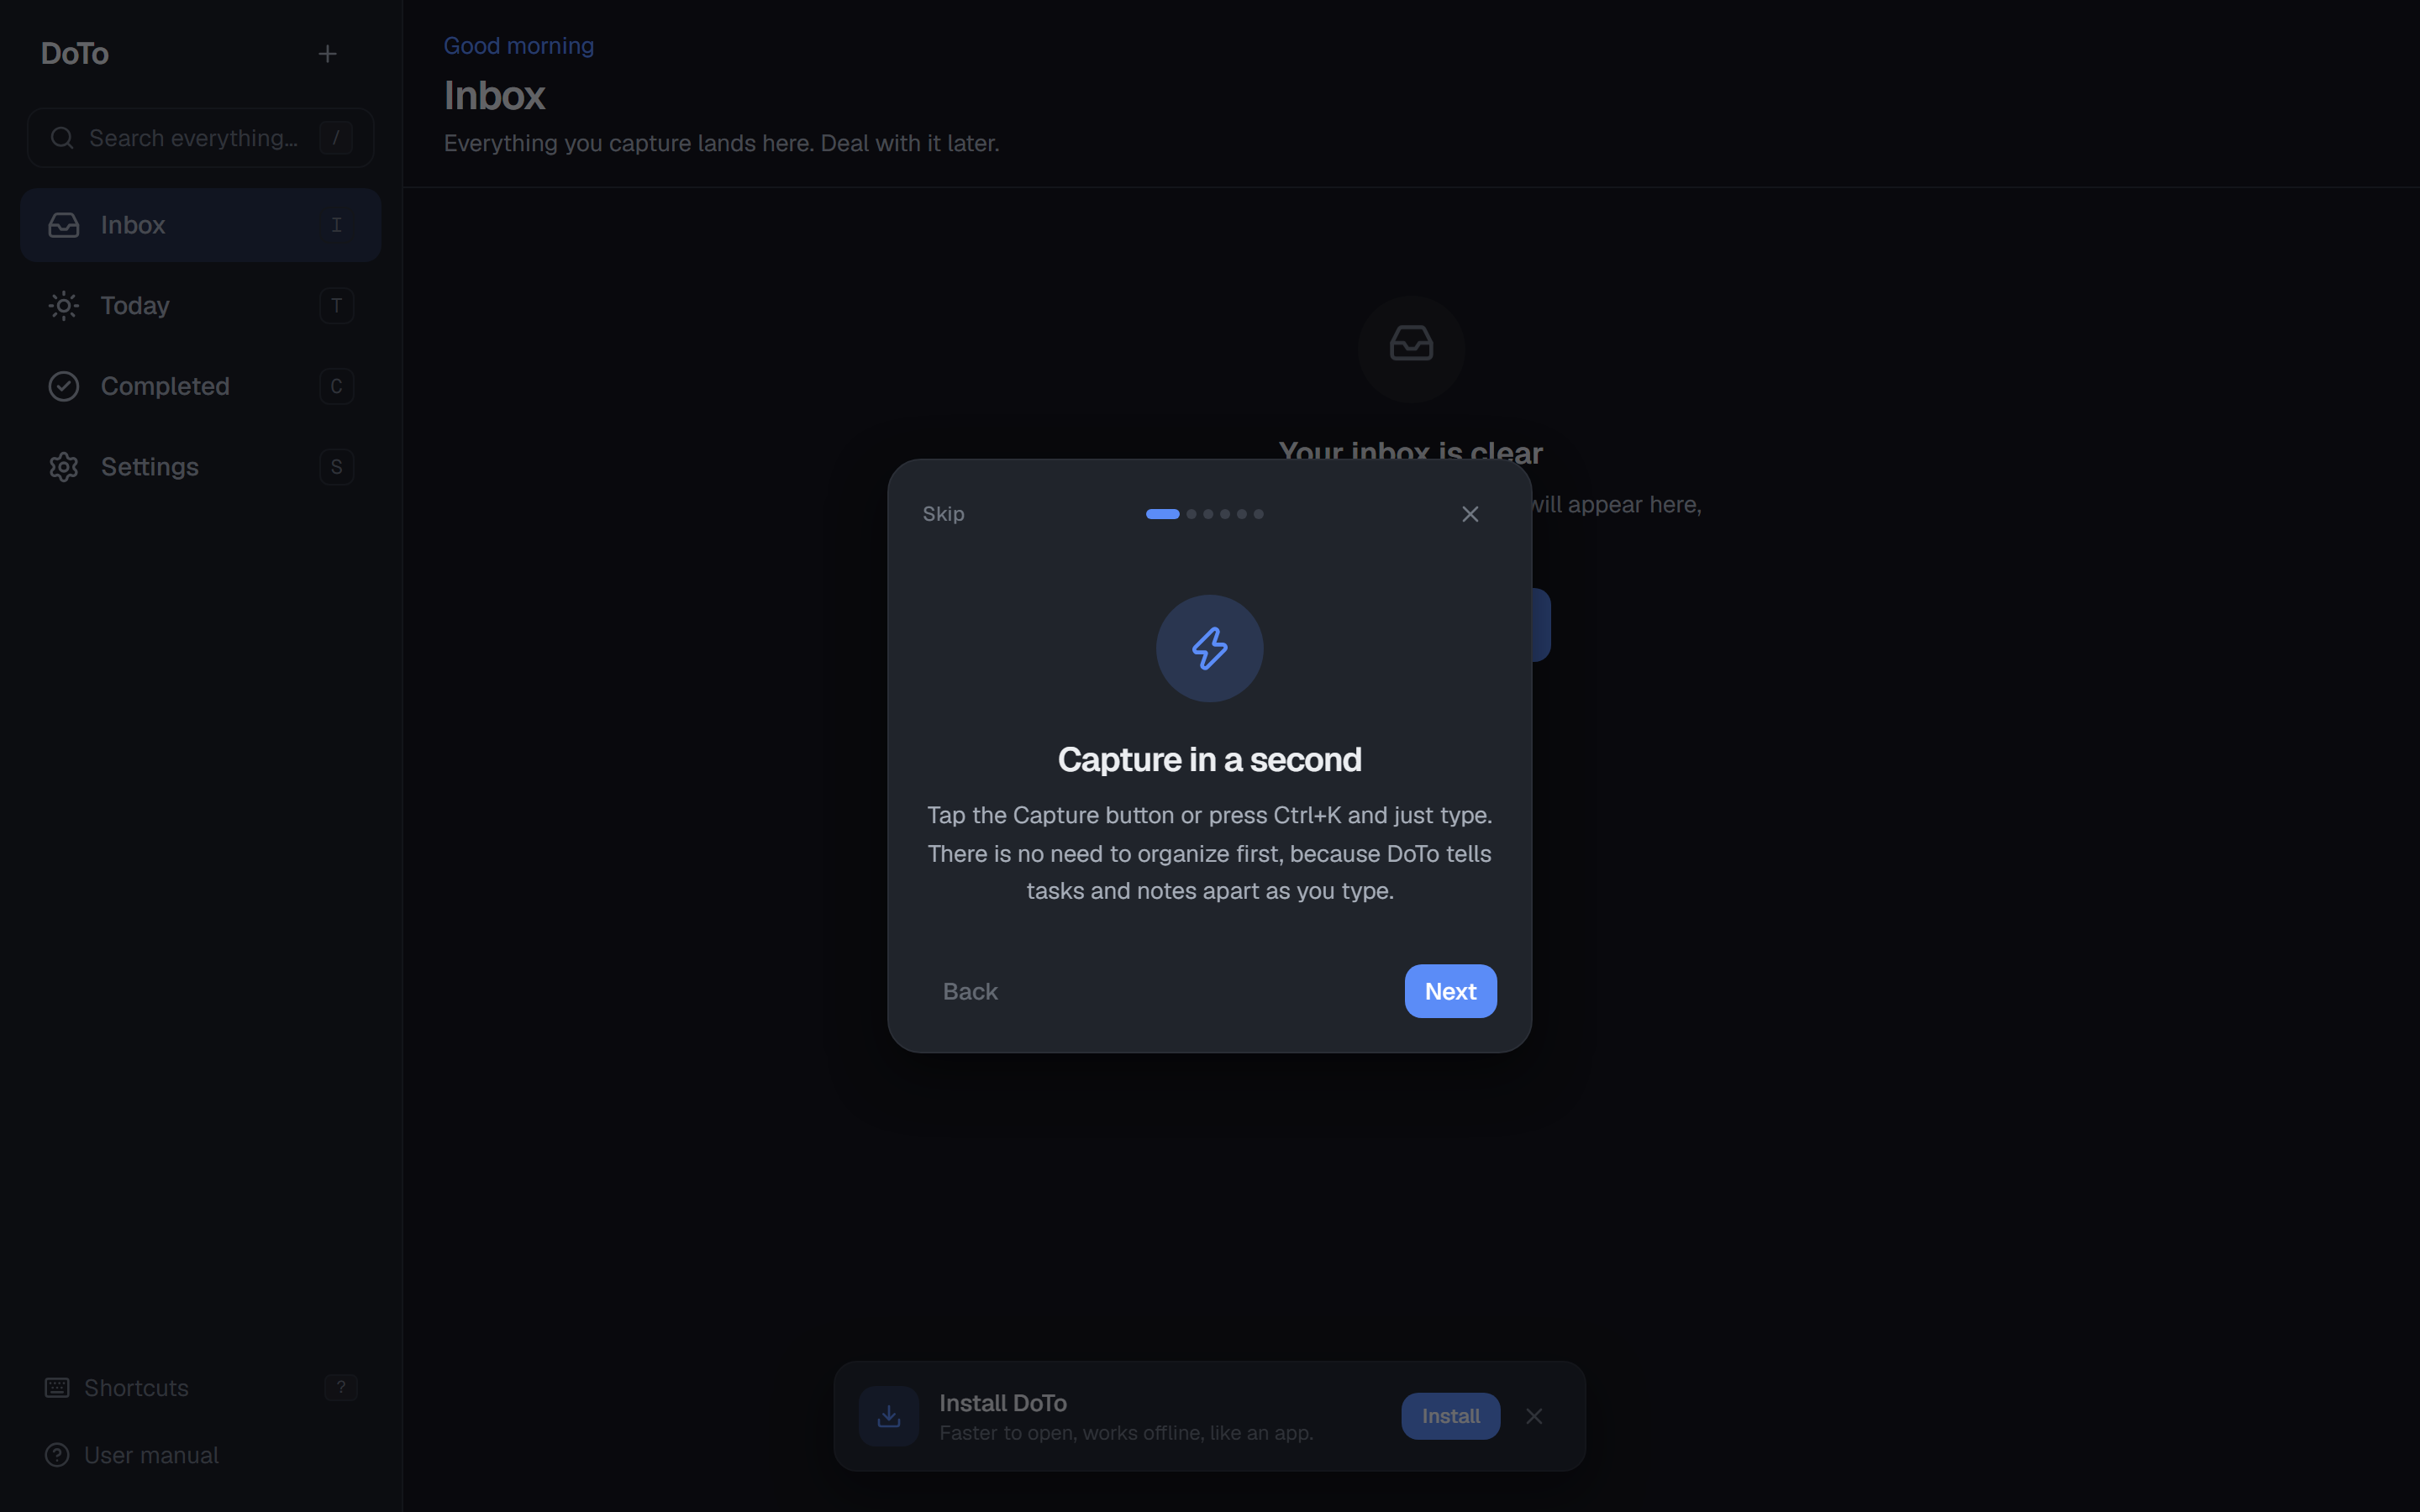 DoTo
Search everything... /
Inbox I
Today T
Completed C
Settings S
Shortcuts ?
User manual
Good morning
Inbox
Everything you capture lands here. Deal with it later.
Your inbox is clear
will appear here,
Skip
Capture in a second
Tap the Capture button or press Ctrl+K and just type.
There is no need to organize first, because DoTo tells
tasks and notes apart as you type.
Back
Next
Install DoTo
Faster to open, works offline, like an app.
Install